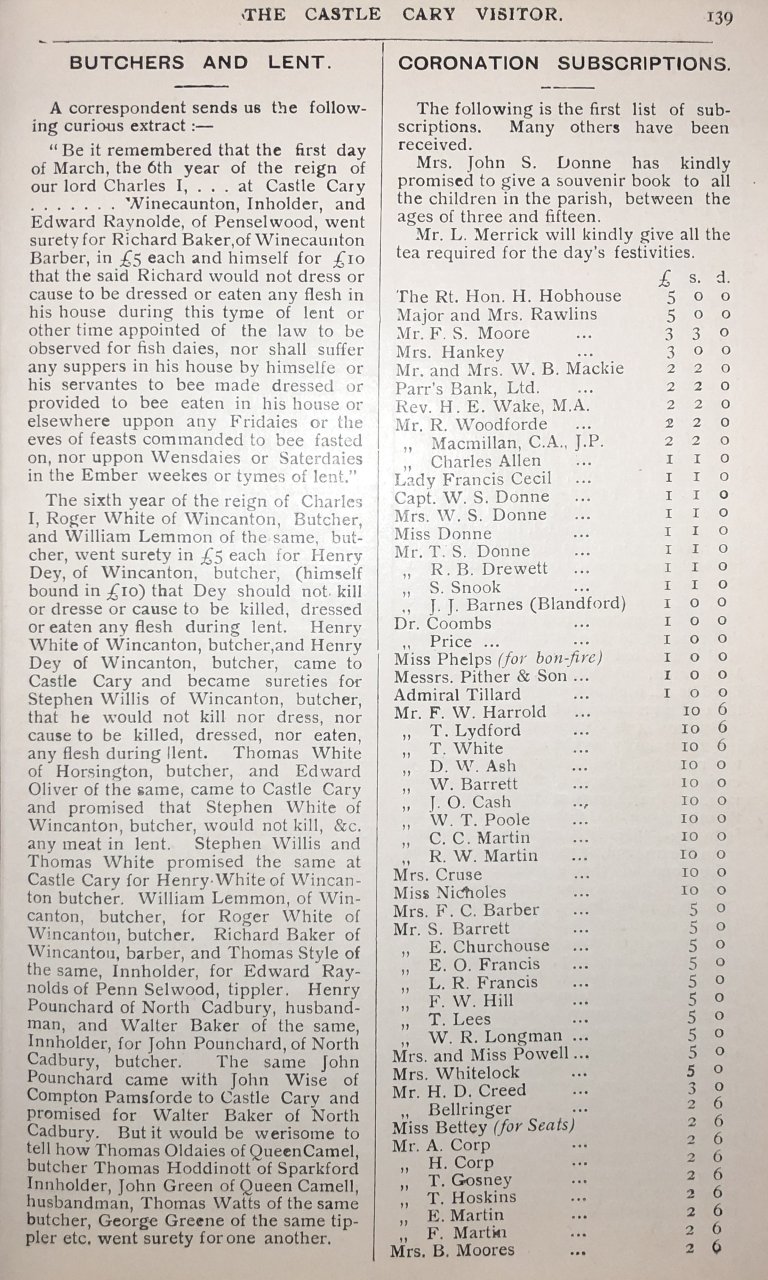 THE CASTLE CARY VISITOR.
139
BUTCHERS AND LENT.
A correspondent sends us the follow-
ing curious extract :—
" Be it remembered that the first day
of March, the 6th year of the reign of
our lord Charles I, . . . at Castle Cary
. . . . . . . Winecaunton, Inholder, and
Edward Raynolde, of Penselwood, went
surety for Richard Baker,of Winecaunton
Barber, in £5 each and himself for £10
that the said Richard would not dress or
cause to be dressed or eaten any flesh in
his house during this tyme of lent or
other time appointed of the law to be
observed for fish daies, nor shall suffer
any suppers in his house by himselfe or
his servantes to bee made dressed or
provided to bee eaten in his house or
elsewhere uppon any Fridaies or the
eves of feasts commanded to bee fasted
on, nor uppon Wensdaies or Saterdaies
in the Ember weekes or tymes of lent."
The sixth year of the reign of Charles
I, Roger White of Wincanton, Butcher,
and William Lemmon of the same, but-
cher, went surety in £5 each for Henry
Dey, of Wincanton, butcher, (himself
bound in £10) that Dey should not kill
or dresse or cause to be killed, dressed
or eaten any flesh during lent. Henry
White of Wincanton, butcher,and Henry
Dey of Wincanton, butcher, came to
Castle Cary and became sureties for
Stephen Willis of Wincanton, butcher,
that he would not kill nor dress, nor
cause to be killed, dressed, nor eaten,
any flesh during llent. Thomas White
of Horsington, butcher, and Edward
Oliver of the same, came to Castle Cary
and promised that Stephen White of
Wincanton, butcher, would not kill, &c.
any meat in lent. Stephen Willis and
Thomas White promised the same at
Castle Cary for Henry White of Wincan-
ton butcher. William Lemmon, of Win-
canton, butcher, for Roger White of
Wincanton, butcher. Richard Baker of
Wincanton, barber, and Thomas Style of
the same, Innholder, for Edward Ray-
nolds of Penn Selwood, tippler. Henry
Pounchard of North Cadbury, husband-
man, and Walter Baker of the same,
Innholder, for John Pounchard, of North
Cadbury, butcher. The same John
Pounchard came with John Wise of
Compton Pamsforde to Castle Cary and
promised for Walter Baker of North
Cadbury. But it would be werisome to
tell how Thomas Oldaies of QueenCamel,
butcher Thomas Hoddinott of Sparkford
Innholder, John Green of Queen Camell,
husbandman, Thomas Watts of the same
butcher, George Greene of the same tip-
pler etc. went surety for one another.
CORONATION SUBSCRIPTIONS.
The following is the first list of sub-
scriptions. Many others have been
received.
Mrs. John S. Donne has kindly
promised to give a souvenir book to all
the children in the parish, between the
ages of three and fifteen.
Mr. L. Merrick will kindly give all the
tea required for the day's festivities.
£ s. d.
The Rt. Hon. H. Hobhouse 5 0 0
Major and Mrs. Rawlins 5 0 0
Mr. F. S. Moore ... 3 3 0
Mrs. Hankey ... 3 0 0
Mr. and Mrs. W. B. Mackie 2 2 0
Parr's Bank, Ltd. ... 2 2 0
Rev. H. E. Wake, M.A. 2 2 0
Mr. R. Woodforde ... 2 2 0
„ Macmillan, C.A., J.P. 2 2 0
„ Charles Allen ... 1 1 0
Lady Francis Cecil ... 1 1 0
Capt. W. S. Donne ... 1 1 0
Mrs. W. S. Donne ... 1 1 0
Miss Donne ... 1 1 0
Mr. T. S. Donne ... 1 1 0
„ R. B. Drewett ... 1 1 0
„ S. Snook ... 1 1 0
„ J. J. Barnes (Blandford) 1 0 0
Dr. Coombs ... 1 0 0
„ Price ... ... 1 0 0
Miss Phelps (for bon-fire) 1 0 0
Messrs. Pither & Son ... 1 0 0
Admiral Tillard ... 1 0 0
Mr. F. W. Harrold ... 10 6
„ T. Lydford ... 10 6
„ T. White ... 10 6
„ D. W. Ash ... 10 0
„ W. Barrett ... 10 0
„ J. O. Cash ... 10 0
„ W. T. Poole ... 10 0
„ C. C. Martin ... 10 0
„ R. W. Martin ... 10 0
Mrs. Cruse ... 10 0
Miss Nicholes ... 10 0
Mrs. F. C. Barber ... 5 0
Mr. S. Barrett ... 5 0
„ E. Churchouse ... 5 0
„ E. O. Francis ... 5 0
„ L. R. Francis ... 5 0
„ F. W. Hill ... 5 0
„ T. Lees ... 5 0
„ W. R. Longman ... 5 0
Mrs. and Miss Powell ... 5 0
Mrs. Whitelock ... 5 0
Mr. H. D. Creed ... 3 0
„ Bellringer ... 2 6
Miss Bettey (for Seats) 2 6
Mr. A. Corp ... 2 6
„ H. Corp ... 2 6
„ T. Gosney ... 2 6
„ T. Hoskins ... 2 6
„ E. Martin ... 2 6
„ F. Martin ... 2 6
Mrs. B. Moores ... 2 6